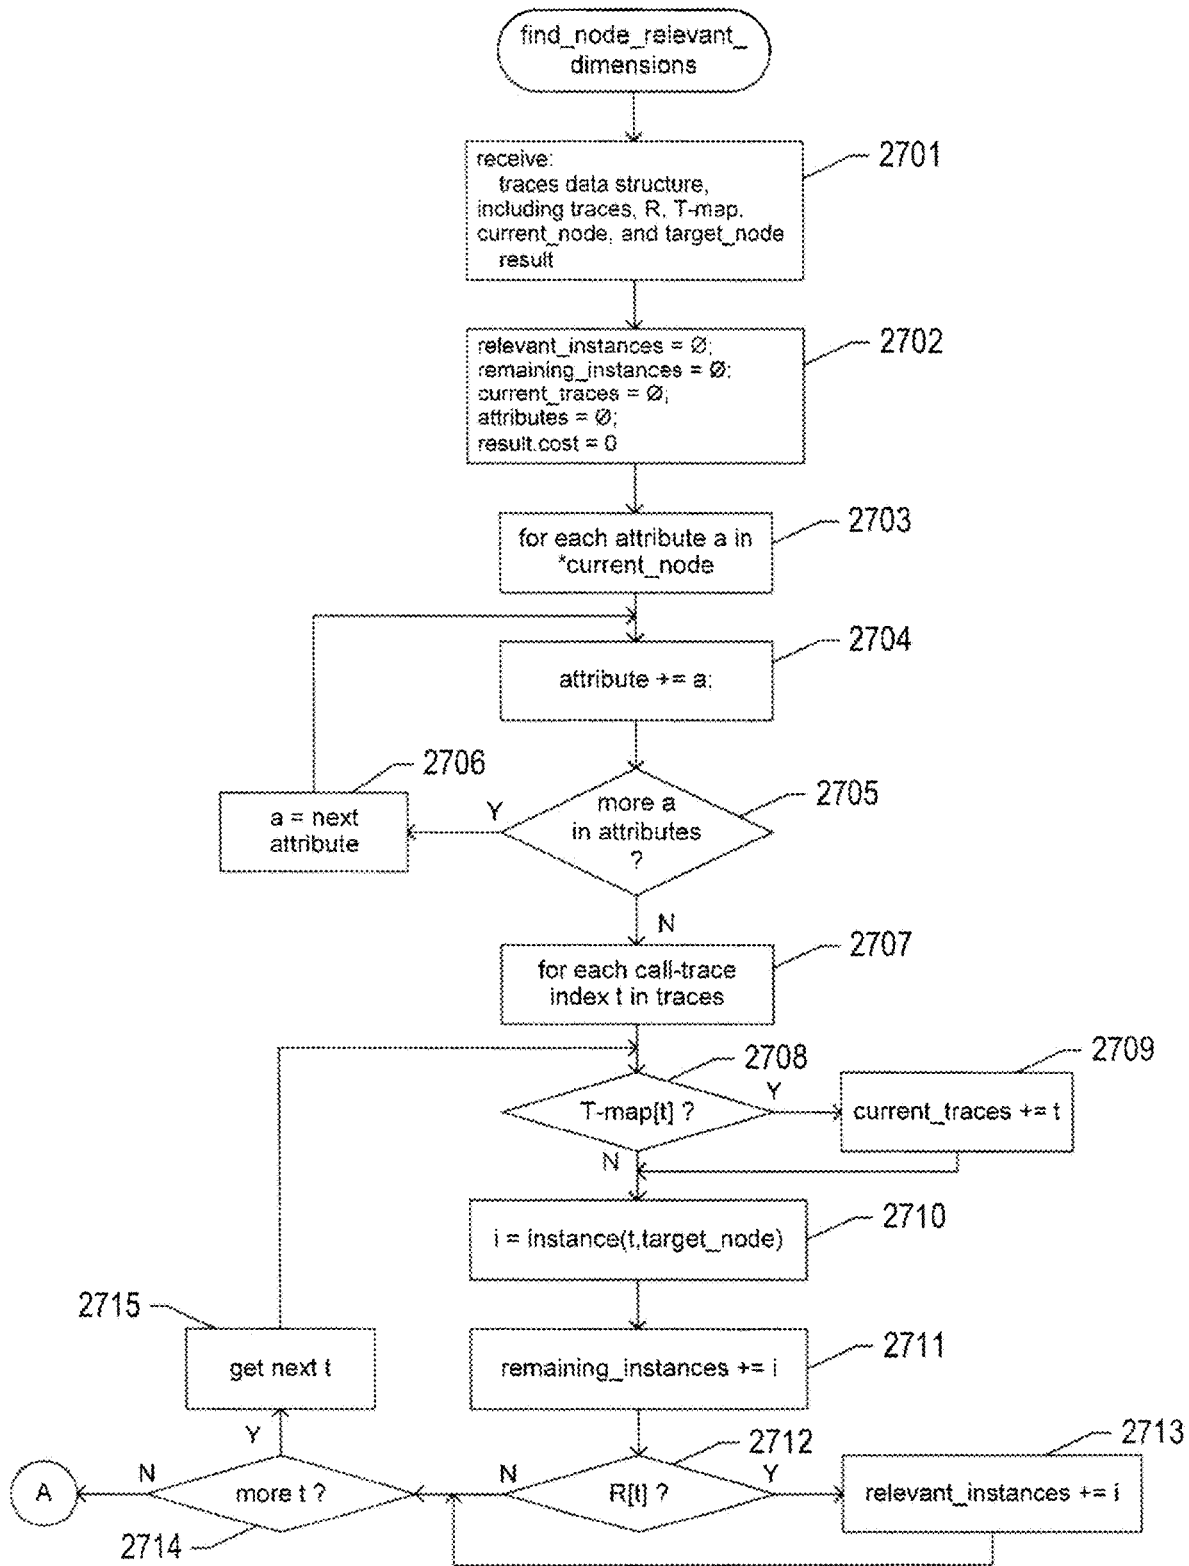 find_node_relevant_
dimensions
2701
receive:
traces data structure,
including traces, R, T-map,
current_node, and target_node
result
2702
relevant_instances = Ø;
remaining_instances = Ø;
current_traces = Ø;
attributes = Ø;
result.cost = 0
2703
for each attribute a in
*current_node
2704
attribute += a;
2706
a = next
attribute
Y
2705
more a
in attributes
?
N
2707
for each call-trace
index t in traces
2708
T-map[t] ?
Y
2709
current_traces += t
N
2710
i = instance(t,target_node)
2715
get next t
2711
remaining_instances += i
Y
2712
2713
A
N
more t ?
N
R[t] ?
Y
relevant_instances += i
2714